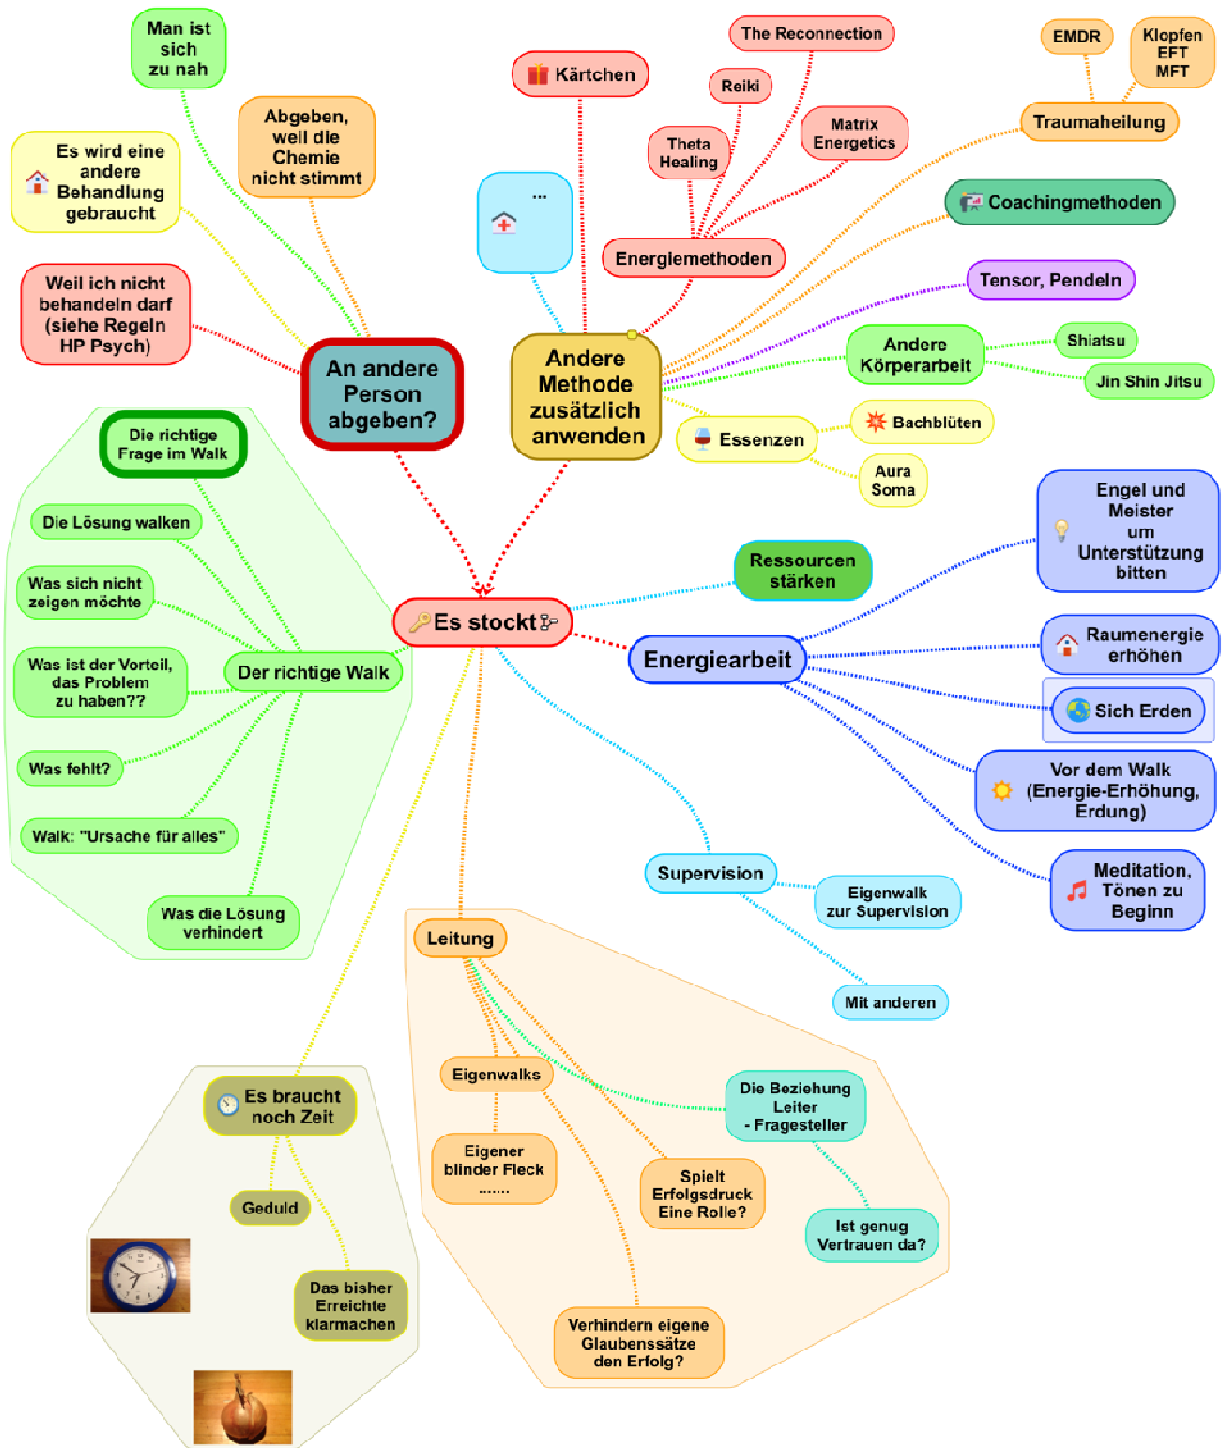 Man ist
sich
zu nah
Abgeben,
weil die
Chemie
nicht stimmt
Es wird eine
andere
Behandlung
gebraucht
Weil ich nicht
behandeln darf
(siehe Regeln
HP Psych)
An andere
Person
abgeben?
Kärtchen
...
The Reconnection
Reiki
Theta
Healing
Matrix
Energetics
Energiemethoden
EMDR
Klopfen
EFT
MFT
Traumaheilung
Coachingmethoden
Tensor, Pendeln
Andere
Körperarbeit
Shiatsu
Jin Shin Jitsu
Andere
Methode
zusätzlich
anwenden
Essenzen
Bachblüten
Aura
Soma
Die richtige
Frage im Walk
Die Lösung walken
Was sich nicht
zeigen möchte
Was ist der Vorteil,
das Problem
zu haben??
Was fehlt?
Walk: "Ursache für alles"
Was die Lösung
verhindert
Der richtige Walk
Es stockt
Ressourcen
stärken
Energiearbeit
Engel und
Meister
um
Unterstützung
bitten
Raumenergie
erhöhen
Sich Erden
Vor dem Walk
(Energie-Erhöhung,
Erdung)
Meditation,
Tönen zu
Beginn
Supervision
Eigenwalk
zur Supervision
Mit anderen
Leitung
Eigenwalks
Eigener
blinder Fleck
.......
Spielt
Erfolgsdruck
Eine Rolle?
Die Beziehung
Leiter
- Fragesteller
Ist genug
Vertrauen da?
Verhindern eigene
Glaubenssätze
den Erfolg?
Es braucht
noch Zeit
Geduld
Das bisher
Erreichte
klarmachen